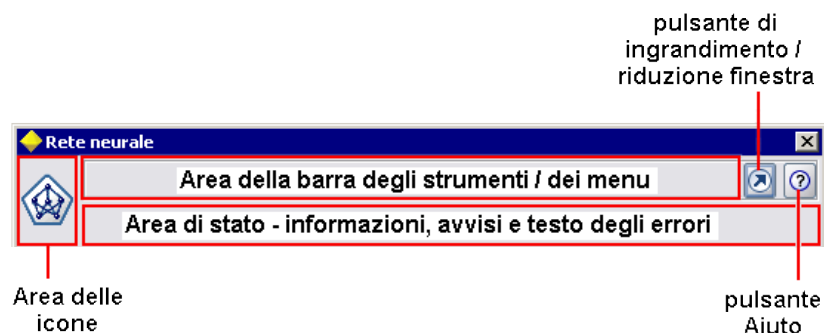 pulsante di
ingrandimento /
riduzione finestra
Rete neurale
Area della barra degli strumenti / dei menu
?
Area di stato - informazioni, avvisi e testo degli errori
Area delle
icone
pulsante
Aiuto